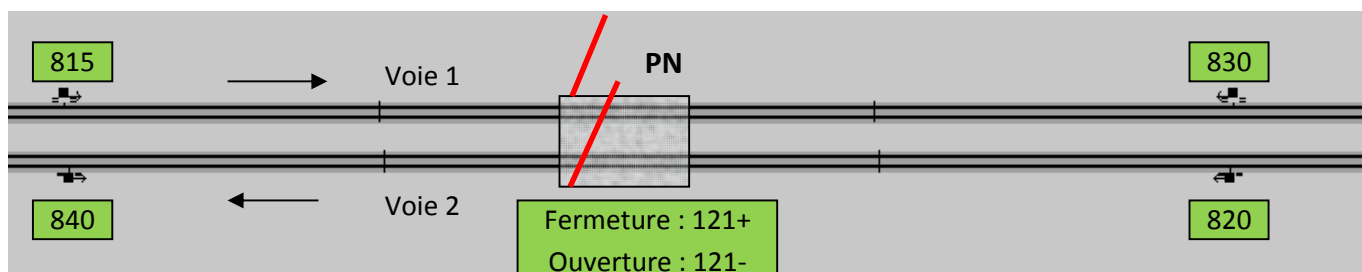 815
Voie 1
PN
830
840
Voie 2
Fermeture : 121+
Ouverture : 121-
820